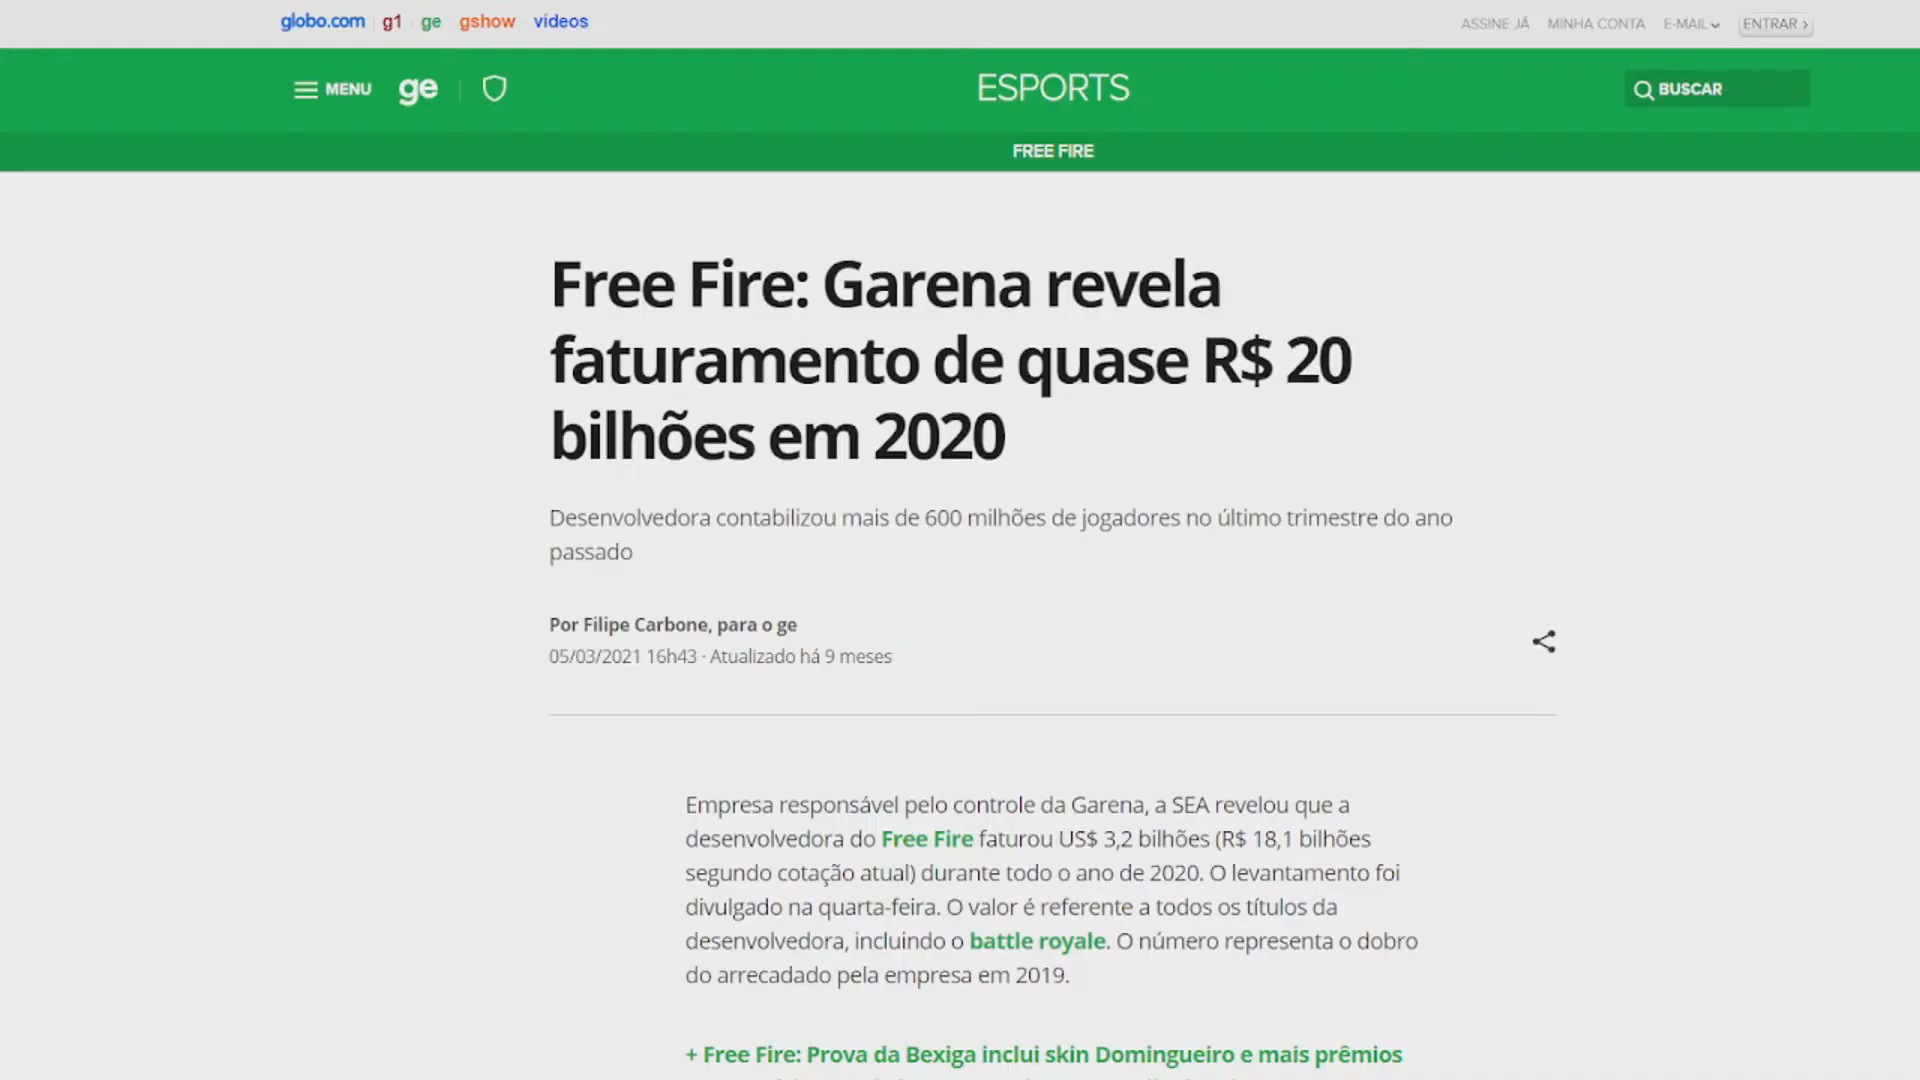 globo.com g1 ge gshow vídeos ASSINE JÁ MINHA CONTA E-MAIL ENTRAR ›
MENU ge ESPORTS BUSCAR
FREE FIRE
Free Fire: Garena revela
faturamento de quase R$ 20
bilhões em 2020
Desenvolvedora contabilizou mais de 600 milhões de jogadores no último trimestre do ano
passado
Por Filipe Carbone, para o ge
05/03/2021 16h43 · Atualizado há 9 meses
Empresa responsável pelo controle da Garena, a SEA revelou que a
desenvolvedora do Free Fire faturou US$ 3,2 bilhões (R$ 18,1 bilhões
segundo cotação atual) durante todo o ano de 2020. O levantamento foi
divulgado na quarta-feira. O valor é referente a todos os títulos da
desenvolvedora, incluindo o battle royale. O número representa o dobro
do arrecadado pela empresa em 2019.
+ Free Fire: Prova da Bexiga inclui skin Domingueiro e mais prêmios